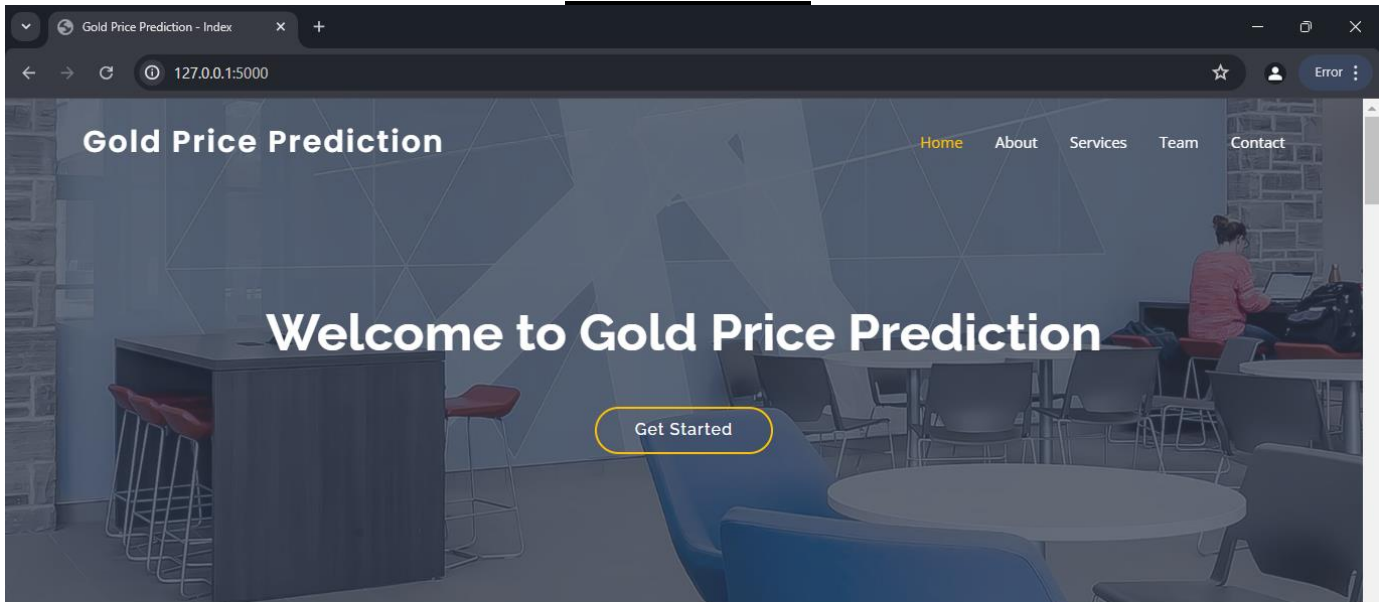 Gold Price Prediction - Index
127.0.0.1:5000
Error
Gold Price Prediction
Home About Services Team Contact
Welcome to Gold Price Prediction
Get Started